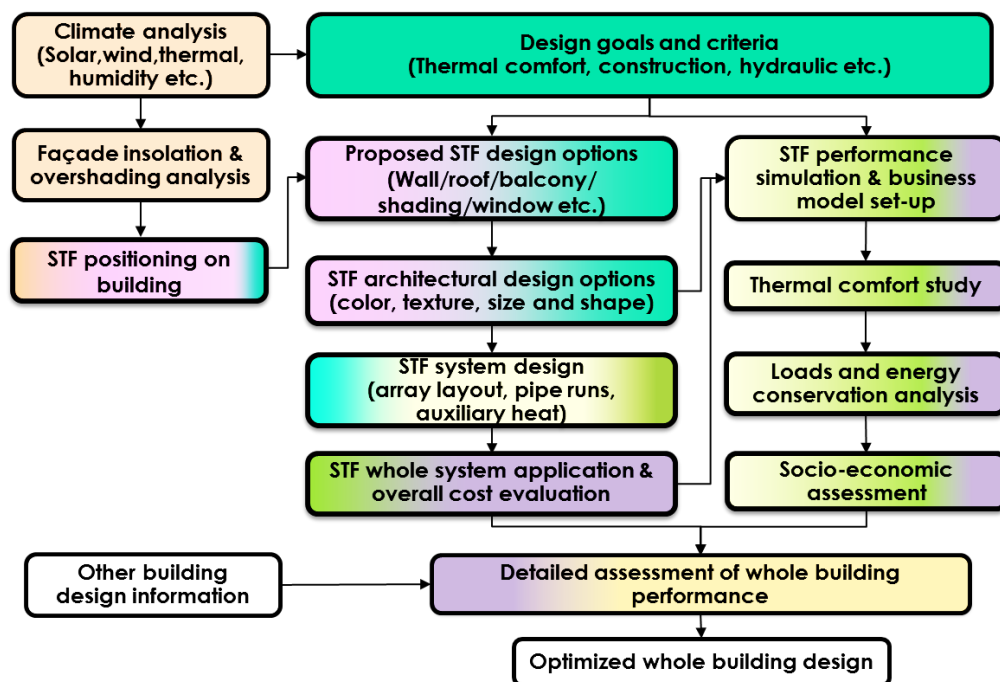 Climate analysis
(Solar,wind,thermal,
humidity etc.)
Design goals and criteria
(Thermal comfort, construction, hydraulic etc.)
Façade insolation &
overshading analysis
Proposed STF design options
(Wall/roof/balcony/
shading/window etc.)
STF performance
simulation & business
model set-up
STF positioning on
building
STF architectural design options
(color, texture, size and shape)
Thermal comfort study
STF system design
(array layout, pipe runs,
auxiliary heat)
Loads and energy
conservation analysis
STF whole system application &
overall cost evaluation
Socio-economic
assessment
Other building
design information
Detailed assessment of whole building
performance
Optimized whole building design